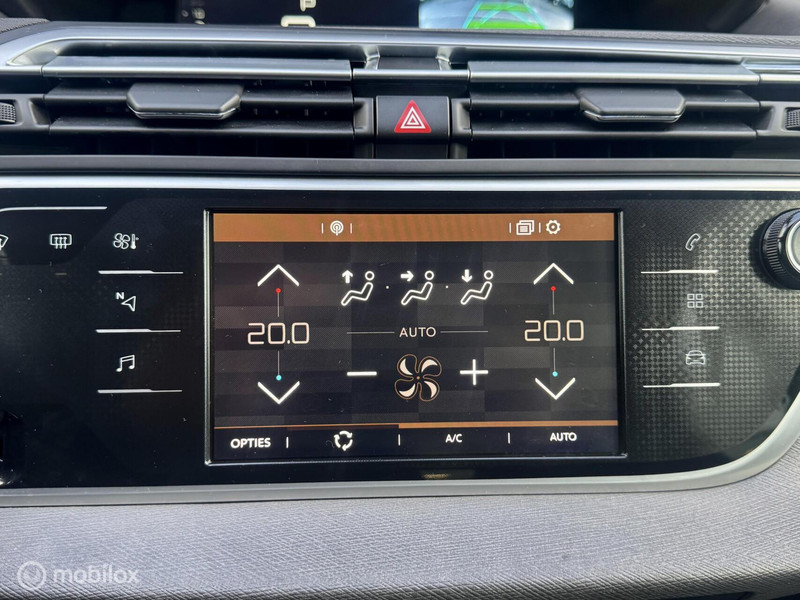 P
N
20.0
AUTO
20.0
OPTIES
A/C
AUTO
mobilox